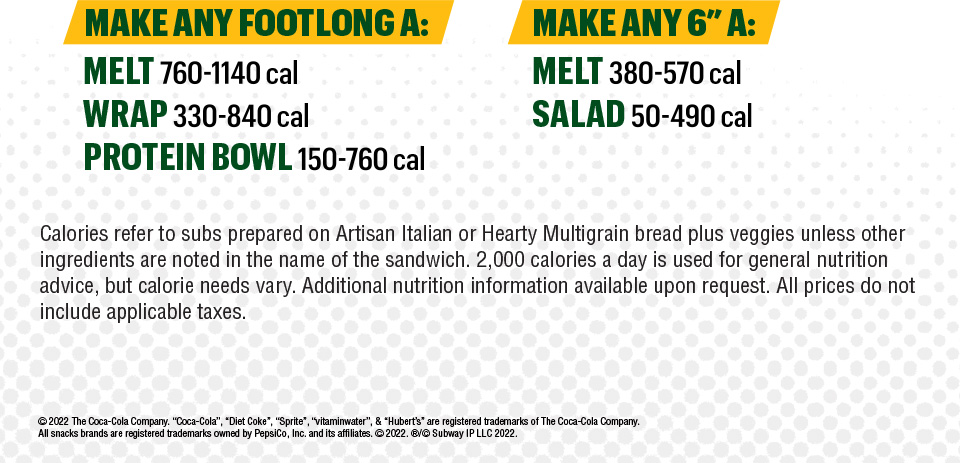 MAKE ANY FOOTLONG A:
MELT 760-1140 cal
WRAP 330-840 cal
PROTEIN BOWL 150-760 cal
MAKE ANY 6” A:
MELT 380-570 cal
SALAD 50-490 cal
Calories refer to subs prepared on Artisan Italian or Hearty Multigrain bread plus veggies unless other
ingredients are noted in the name of the sandwich. 2,000 calories a day is used for general nutrition
advice, but calorie needs vary. Additional nutrition information available upon request. All prices do not
include applicable taxes.
© 2022 The Coca-Cola Company. “Coca-Cola”, “Diet Coke”, “Sprite”, “vitaminwater”, & “Hubert’s” are registered trademarks of The Coca-Cola Company.
All snacks brands are registered trademarks owned by PepsiCo, Inc. and its affiliates. © 2022. ®/© Subway IP LLC 2022.